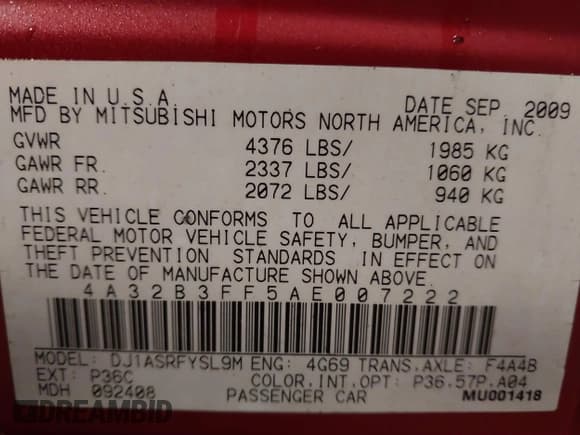 MADE IN U.S.A. DATE SEP. 2009
MFD BY MITSUBISHI MOTORS NORTH AMERICA, INC.
GVWR 4376 LBS/ 1985 KG
GAWR FR. 2337 LBS/ 1060 KG
GAWR RR. 2072 LBS/ 940 KG
THIS VEHICLE CONFORMS TO ALL APPLICABLE
FEDERAL MOTOR VEHICLE SAFETY, BUMPER, AND
THEFT PREVENTION STANDARDS IN EFFECT ON
THE DATE OF MANUFACTURE SHOWN ABOVE.
4A32B3FF5AE007222
MODEL: DJ1ASRFYSL9M ENG: 4G69 TRANS.AXLE: F4A4B
EXT: P36C COLOR.INT.OPT: P36.57P.A04
MDH 092408 PASSENGER CAR MU001418
DREAMBID